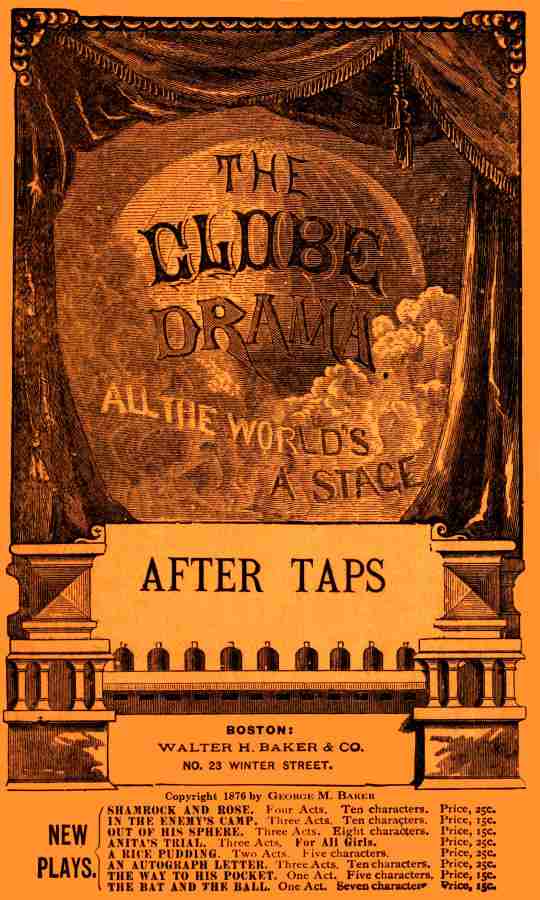 THE
GLOBE
DRAMA.
ALL THE WORLD'S
A STAGE
AFTER TAPS
BOSTON:
WALTER H. BAKER & CO.
NO. 23 WINTER STREET.
Copyright 1876 by GEORGE M. BAKER
NEW PLAYS.
SHAMROCK AND ROSE. Four Acts. Ten characters. Price, 25c.
IN THE ENEMY'S CAMP. Three Acts. Ten characters. Price, 15c.
OUT OF HIS SPHERE. Three Acts. Eight characters. Price, 15c.
ANITA'S TRIAL. Three Acts. For All Girls. Price, 25c.
A RICE PUDDING. Two Acts. Five characters. Price, 25c.
AN AUTOGRAPH LETTER. Three Acts. Ten characters. Price, 25c.
THE WAY TO HIS POCKET. One Act. Five characters. Price, 15c.
THE BAT AND THE BALL. One Act. Seven character Price, 15c.